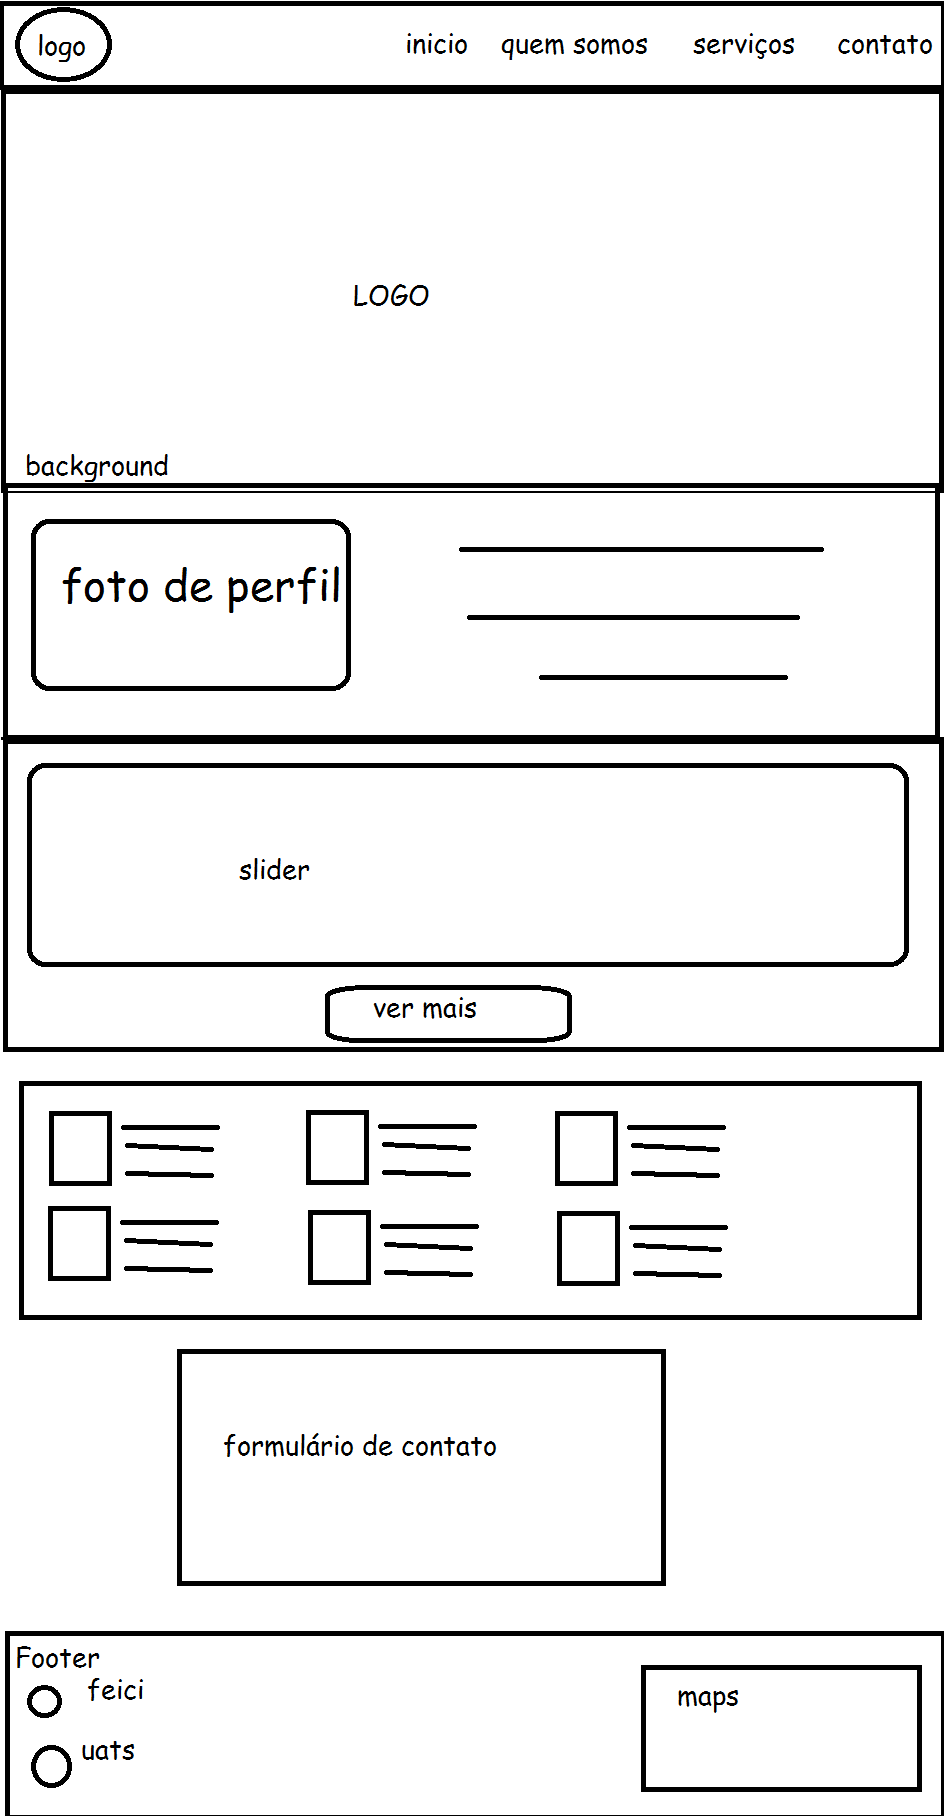 logo
inicio quem somos serviços contato
LOGO
background
foto de perfil
slider
ver mais
formulário de contato
Footer
feici
maps
uats